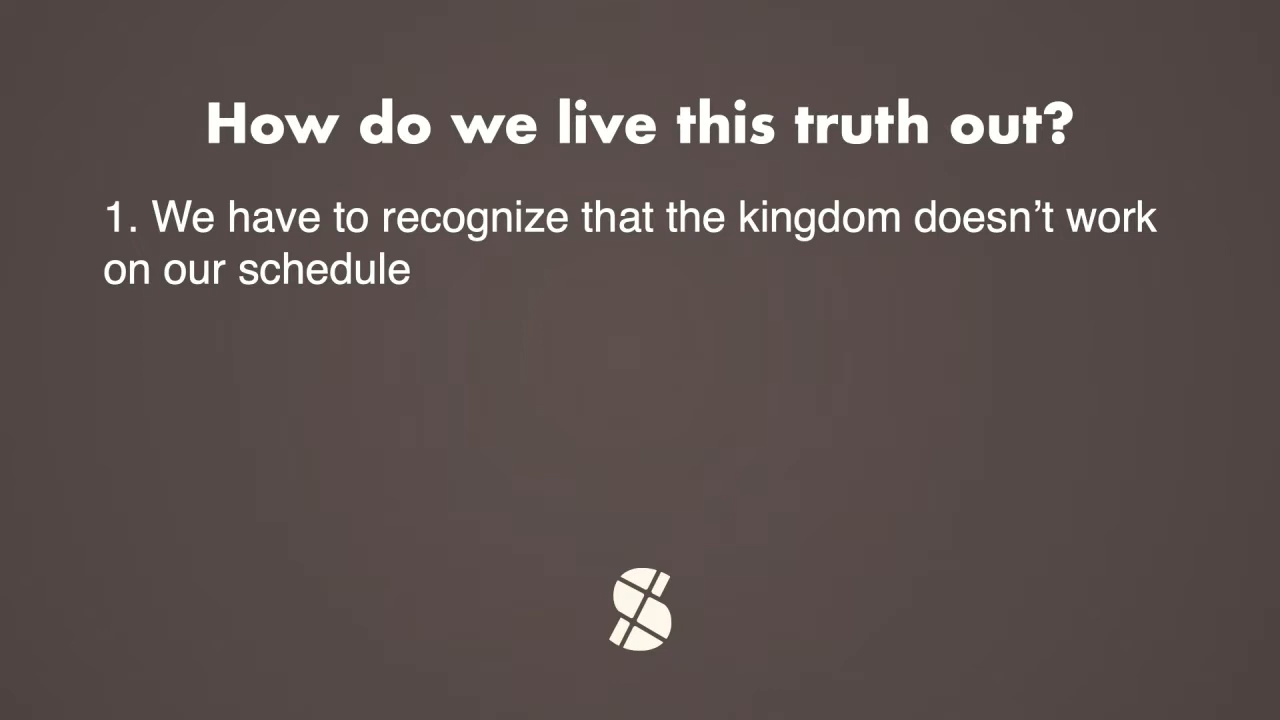 How do we live this truth out?
1. We have to recognize that the kingdom doesn’t work
on our schedule